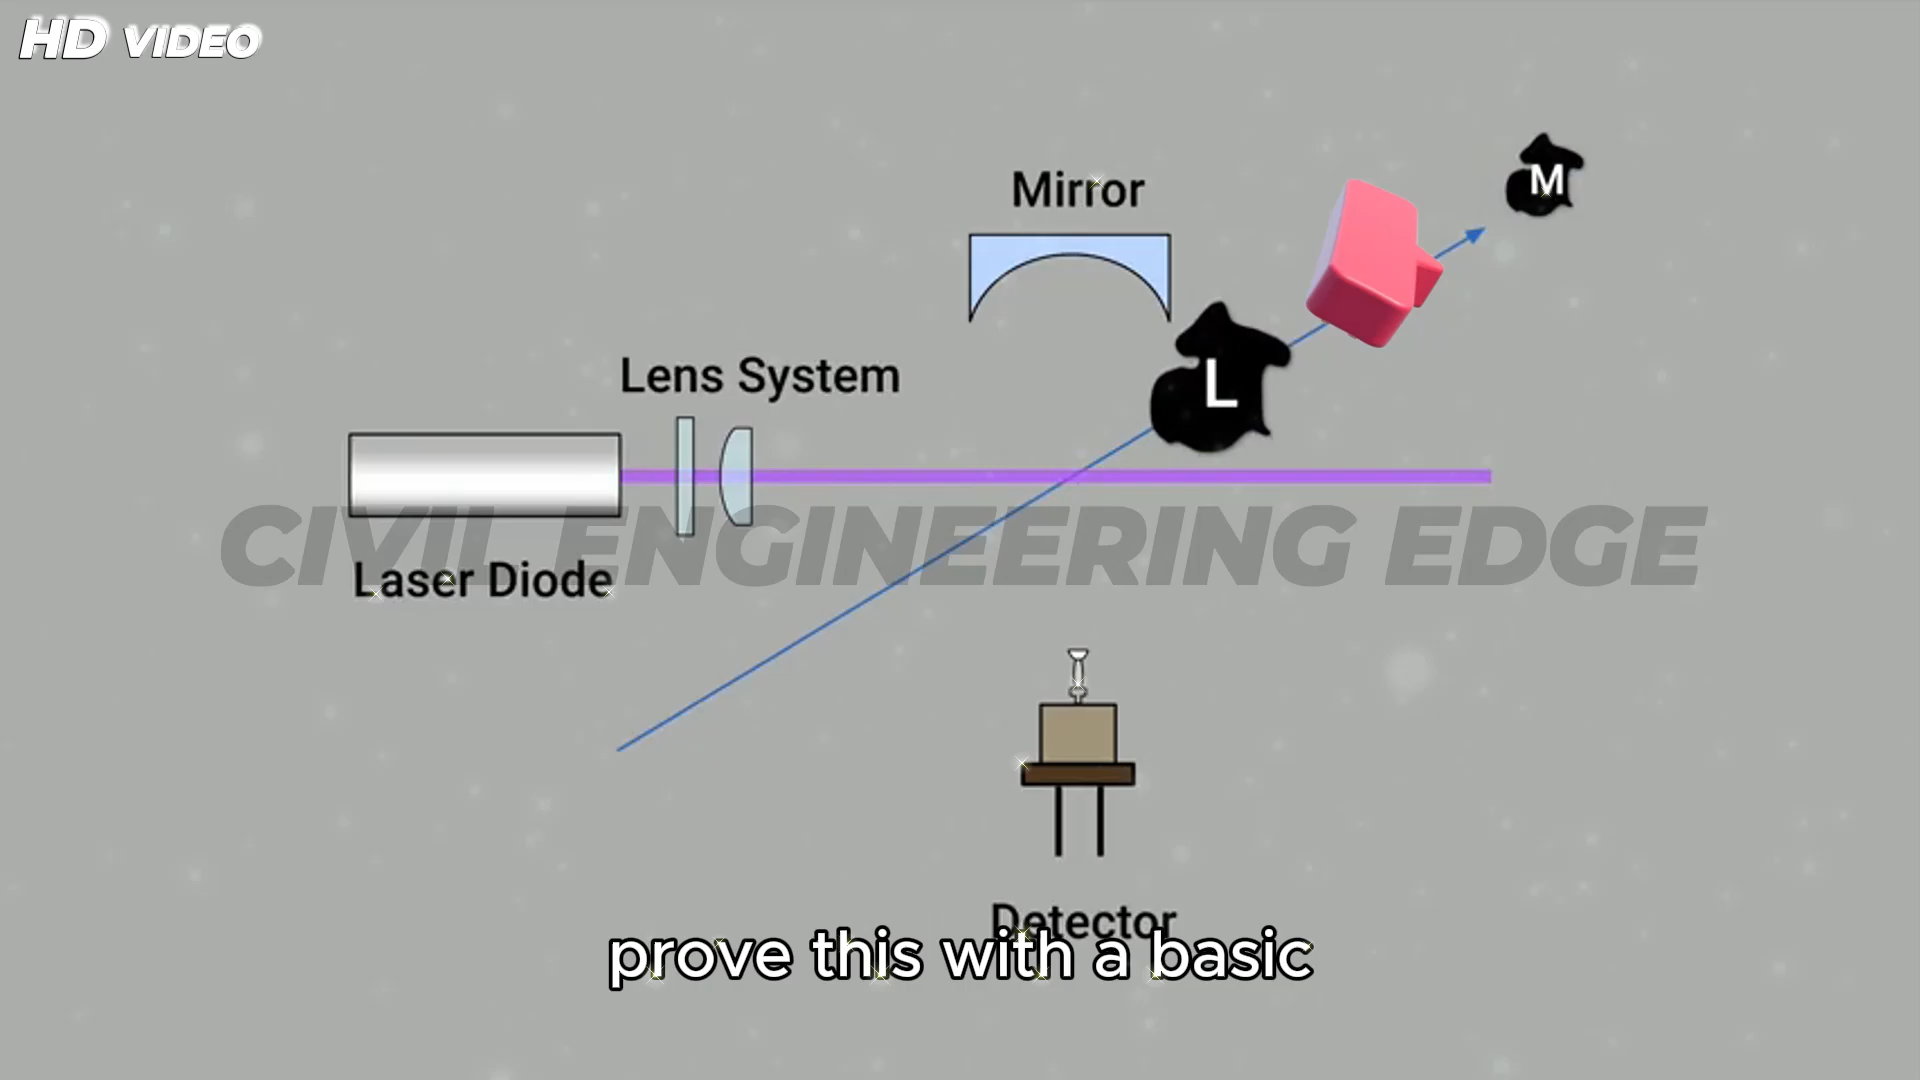 HD VIDEO
Mirror
M
L
Lens System
CIVIL ENGINEERING EDGE
Laser Diode
Detector
prove this with a basic